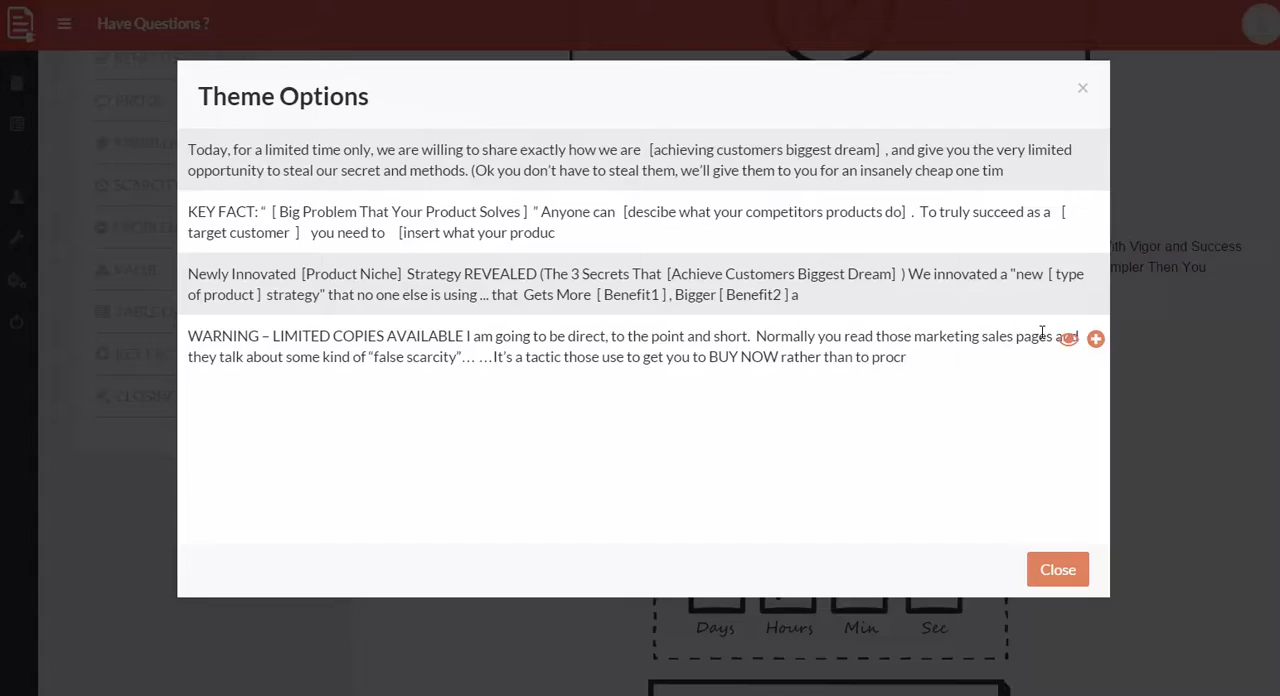 Have Questions ?
Theme Options
×
Today, for a limited time only, we are willing to share exactly how we are [achieving customers biggest dream] , and give you the very limited
opportunity to steal our secret and methods. (Ok you don’t have to steal them, we’ll give them to you for an insanely cheap one tim
KEY FACT: “ [ Big Problem That Your Product Solves ] ” Anyone can [descibe what your competitors products do] . To truly succeed as a [
target customer ] you need to [insert what your produc
Newly Innovated [Product Niche] Strategy REVEALED (The 3 Secrets That [Achieve Customers Biggest Dream] ) We innovated a "new [ type
of product ] strategy" that no one else is using ... that Gets More [ Benefit1 ] , Bigger [ Benefit2 ] a
WARNING – LIMITED COPIES AVAILABLE I am going to be direct, to the point and short. Normally you read those marketing sales pages and
they talk about some kind of “false scarcity”… …It’s a tactic those use to get you to BUY NOW rather than to procr
Close
ith Vigor and Success
mpler Then You
VALUE
Days Hours Min Sec